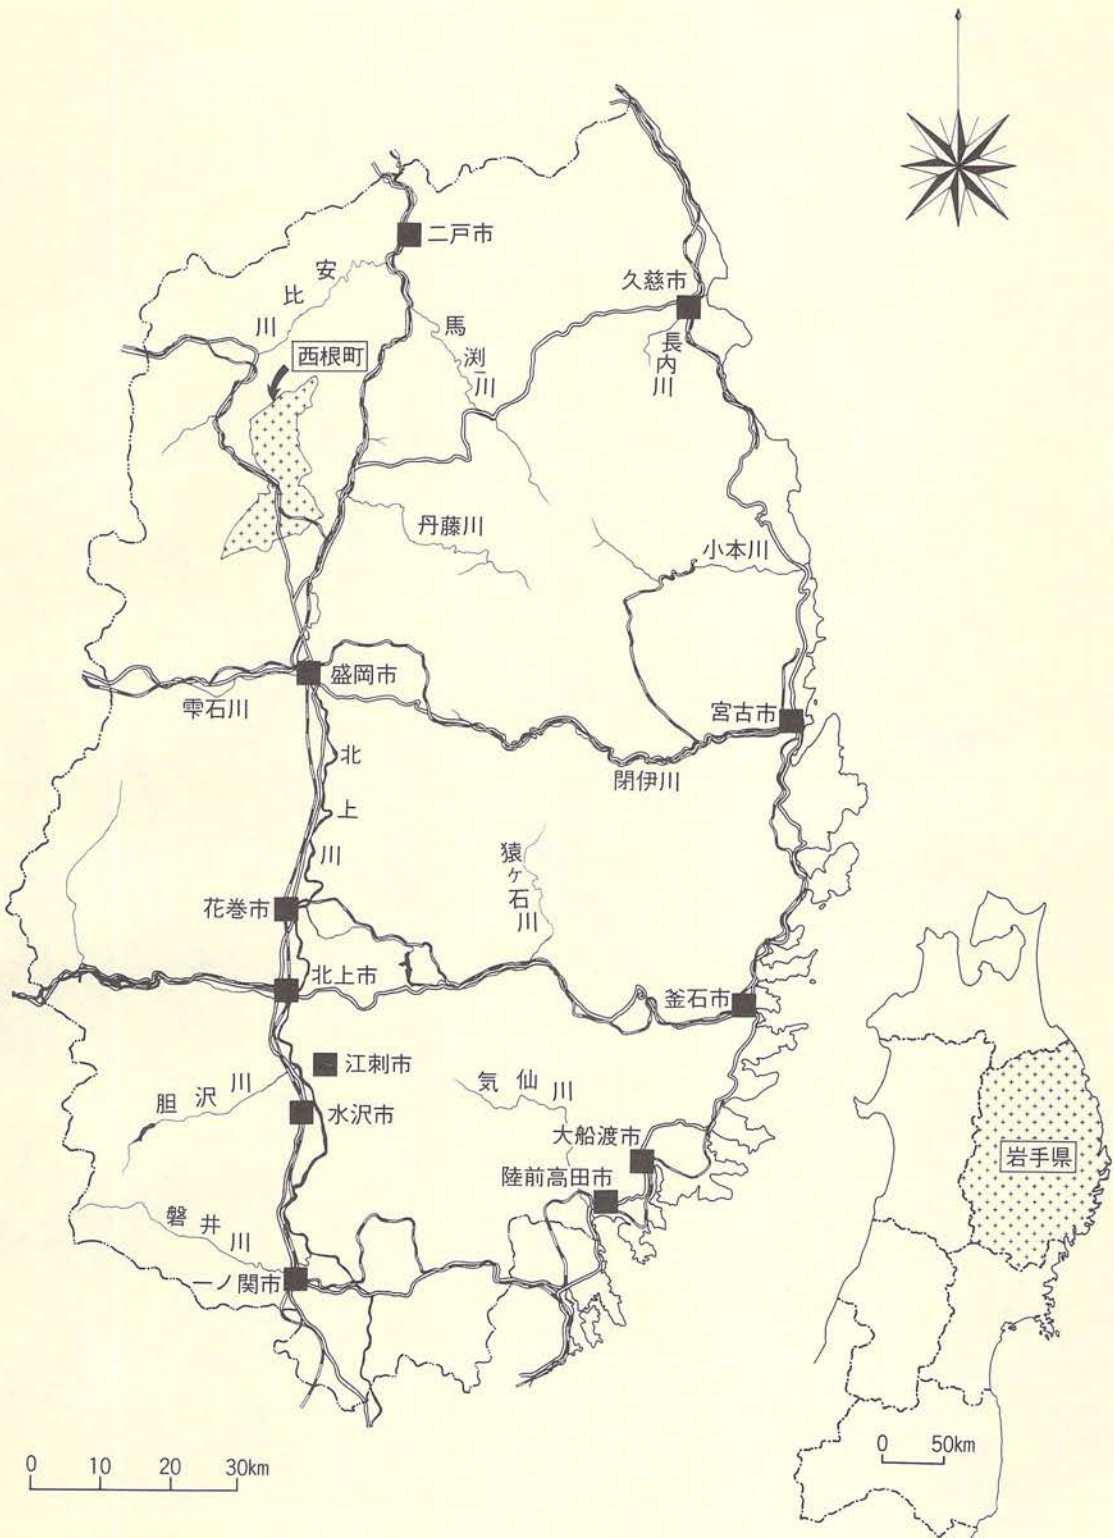 二戸市
久慈市
安比川
馬渕川
長内川
西根町
丹藤川
小本川
盛岡市
雫石川
宮古市
閉伊川
北上川
猿ヶ石川
花巻市
北上市
釜石市
江刺市
気仙川
胆沢川
水沢市
大船渡市
陸前高田市
磐井川
一ノ関市
岩手県
0 10 20 30km
0 50km